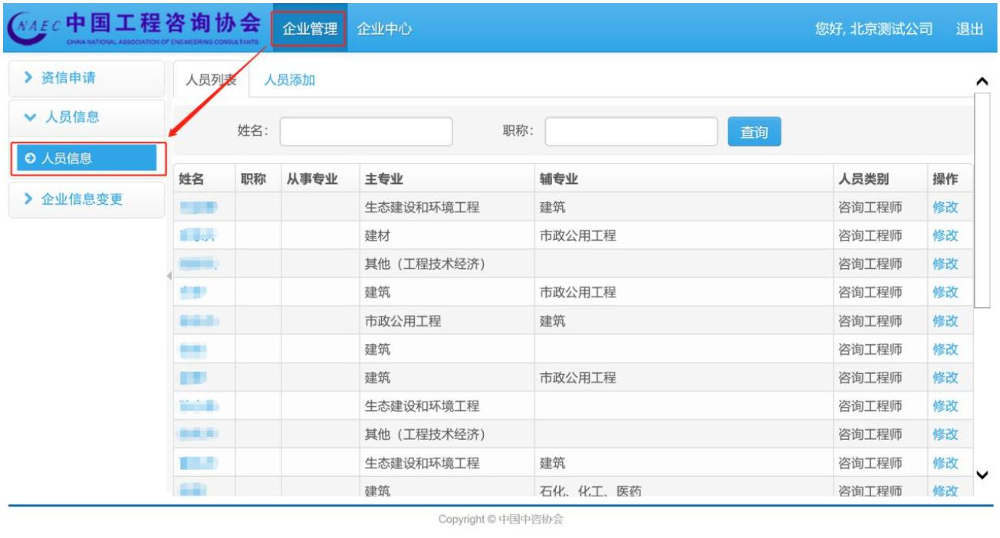 NAEC 中国工程咨询协会 企业管理 企业中心 您好, 北京测试公司 退出
CHINA NATIONAL ASSOCIATION OF ENGINEERING CONSULTANTS
资信申请
人员信息
人员信息
企业信息变更
人员列表 人员添加
姓名: 职称: 查询
姓名 职称 从事专业 主专业 辅专业 人员类别 操作
生态建设和环境工程 建筑 咨询工程师 修改
建材 市政公用工程 咨询工程师 修改
其他（工程技术经济） 咨询工程师 修改
建筑 市政公用工程 咨询工程师 修改
市政公用工程 建筑 咨询工程师 修改
建筑 咨询工程师 修改
建筑 市政公用工程 咨询工程师 修改
生态建设和环境工程 咨询工程师 修改
其他（工程技术经济） 咨询工程师 修改
生态建设和环境工程 建筑 咨询工程师 修改
建筑 石化、化工、医药 咨询工程师 修改
Copyright © 中国中咨协会